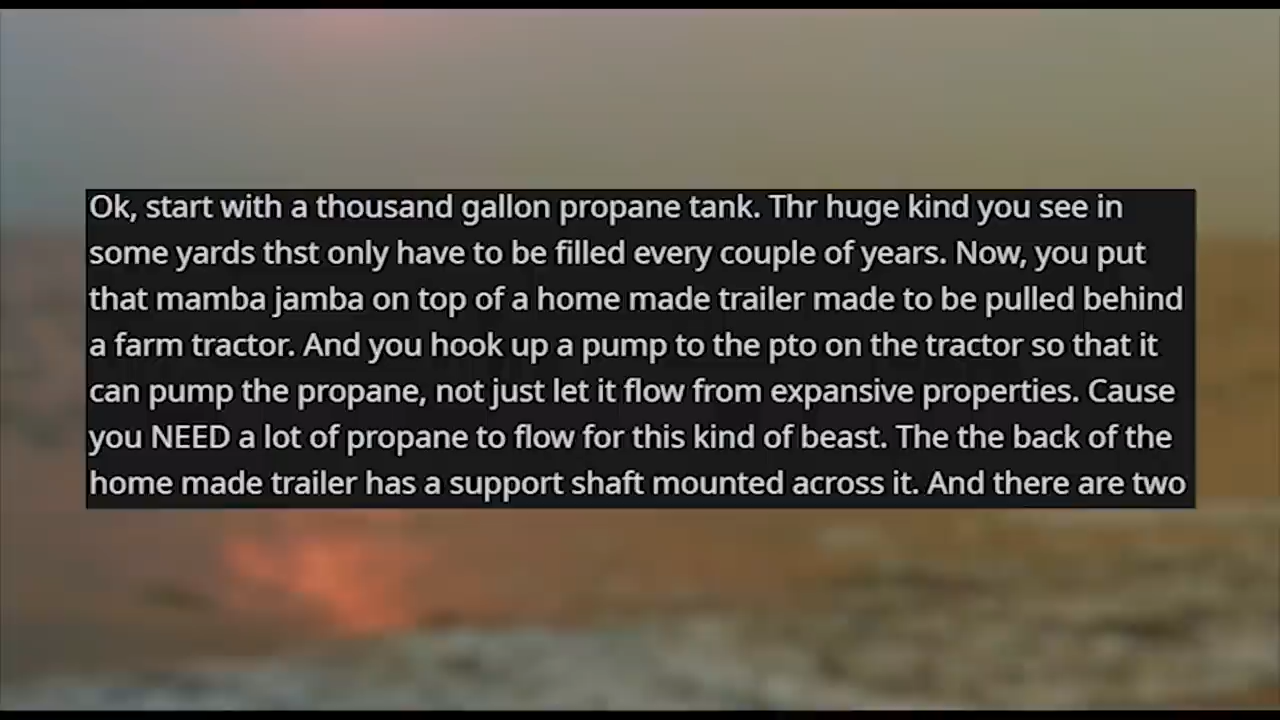 Ok, start with a thousand gallon propane tank. Thr huge kind you see in
some yards thst only have to be filled every couple of years. Now, you put
that mamba jamba on top of a home made trailer made to be pulled behind
a farm tractor. And you hook up a pump to the pto on the tractor so that it
can pump the propane, not just let it flow from expansive properties. Cause
you NEED a lot of propane to flow for this kind of beast. The the back of the
home made trailer has a support shaft mounted across it. And there are two